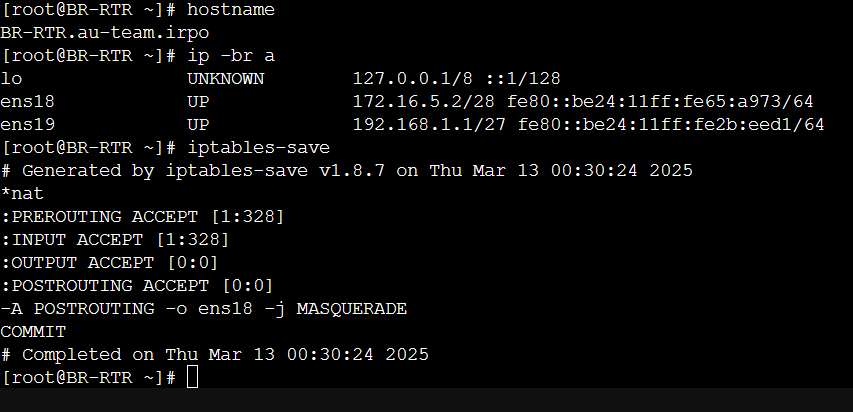 [root@BR-RTR ~]# hostname
BR-RTR.au-team.irpo
[root@BR-RTR ~]# ip -br a
lo               UNKNOWN        127.0.0.1/8 ::1/128
ens18            UP             172.16.5.2/28 fe80::be24:11ff:fe65:a973/64
ens19            UP             192.168.1.1/27 fe80::be24:11ff:fe2b:eed1/64
[root@BR-RTR ~]# iptables-save
# Generated by iptables-save v1.8.7 on Thu Mar 13 00:30:24 2025
*nat
:PREROUTING ACCEPT [1:328]
:INPUT ACCEPT [1:328]
:OUTPUT ACCEPT [0:0]
:POSTROUTING ACCEPT [0:0]
-A POSTROUTING -o ens18 -j MASQUERADE
COMMIT
# Completed on Thu Mar 13 00:30:24 2025
[root@BR-RTR ~]#